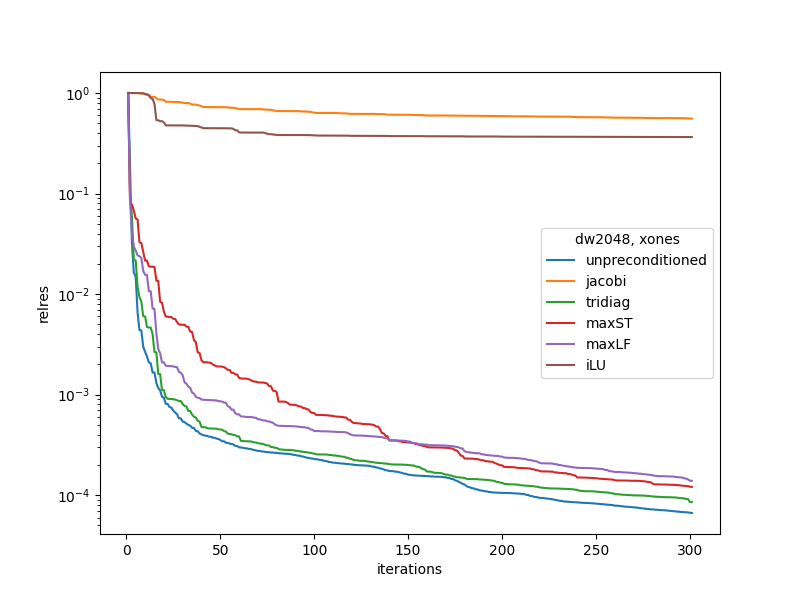 10⁰
10⁻¹
10⁻²
10⁻³
10⁻⁴
relres
dw2048, xones
unpreconditioned
jacobi
tridiag
maxST
maxLF
iLU
0 50 100 150 200 250 300
iterations